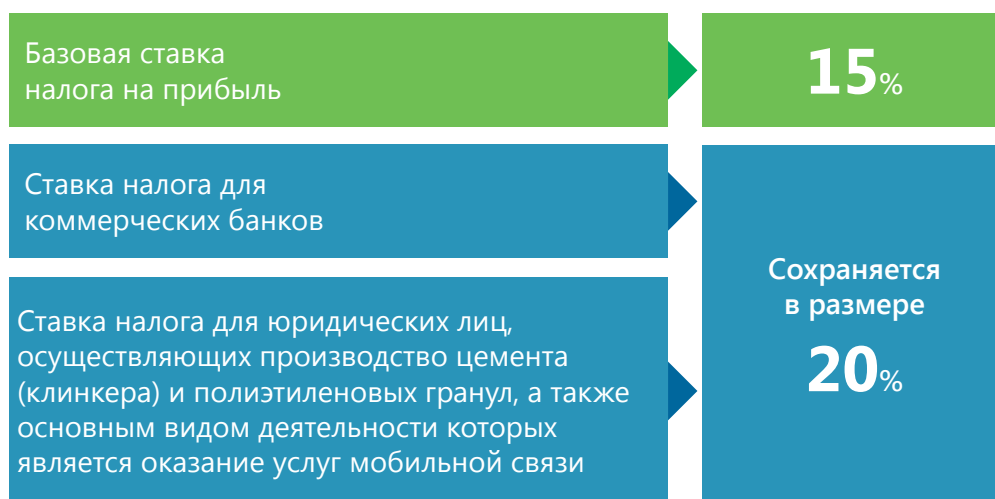 Базовая ставка
налога на прибыль
15%
Ставка налога для
коммерческих банков
Ставка налога для юридических лиц,
осуществляющих производство цемента
(клинкера) и полиэтиленовых гранул, а также
основным видом деятельности которых
является оказание услуг мобильной связи
Сохраняется
в размере
20%